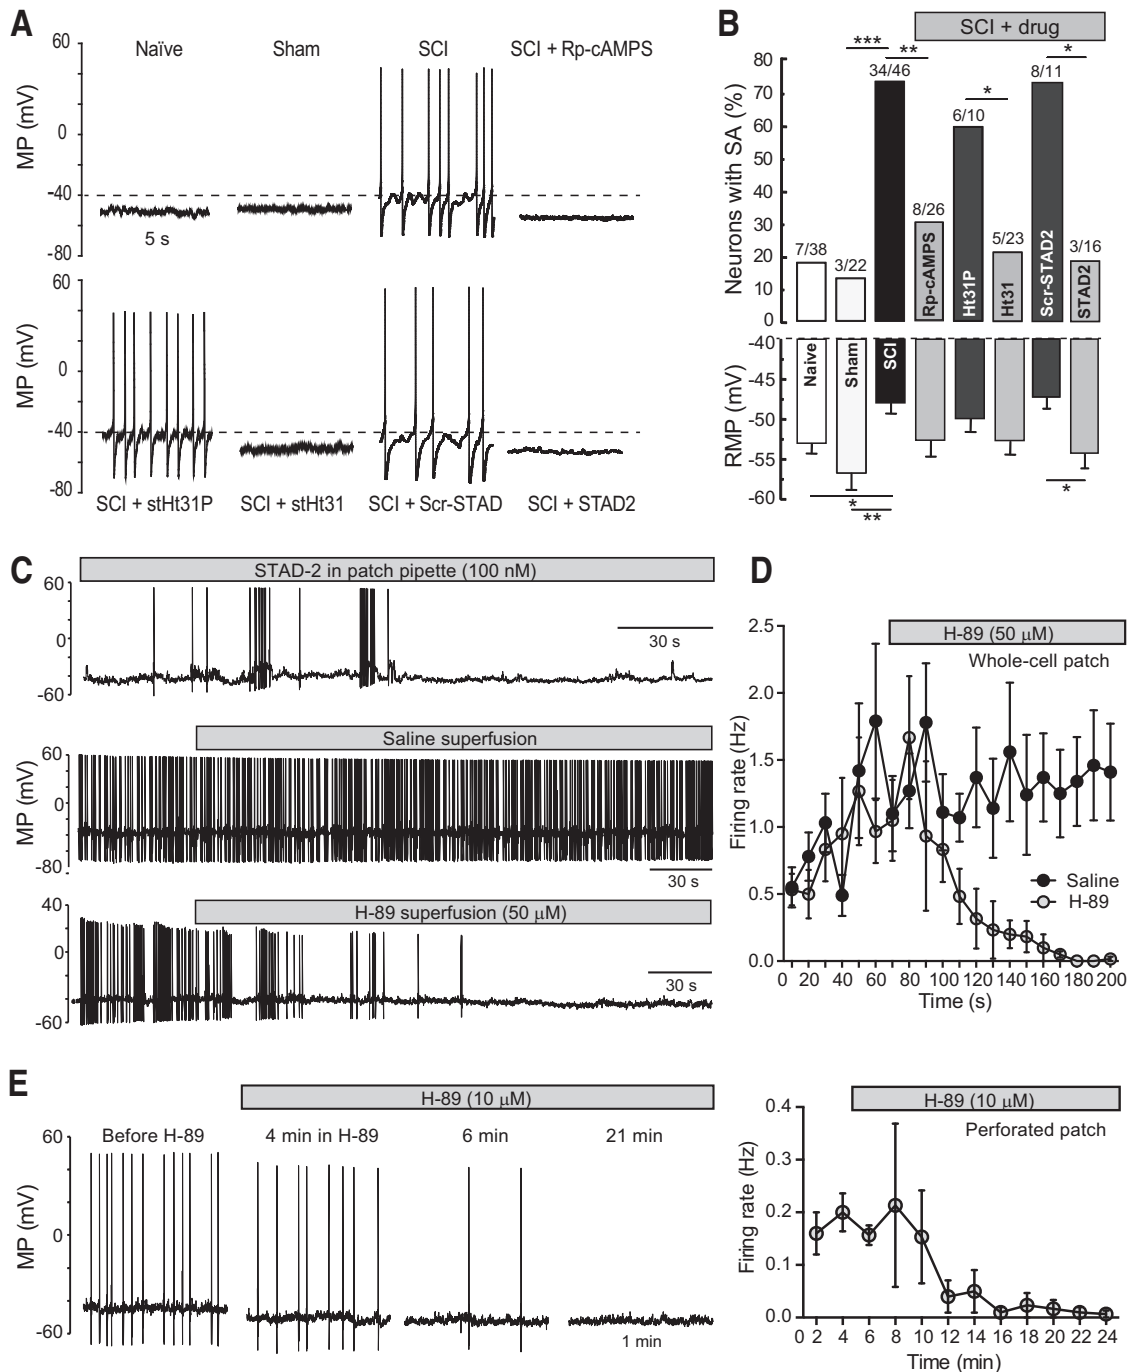 A
60
0
-40
-80
MP (mV)
Naïve
Sham
SCI
SCI + Rp-cAMPS
5 s
60
0
-40
-80
MP (mV)
SCI + stHt31P
SCI + stHt31
SCI + Scr-STAD
SCI + STAD2
B
SCI + drug
***
**
*
*
80
70
60
50
40
30
20
10
0
Neurons with SA (%)
7/38
3/22
34/46
8/26
6/10
5/23
8/11
3/16
Rp-cAMPS
Ht31P
Ht31
Scr-STAD2
STAD2
-40
-45
-50
-55
-60
RMP (mV)
Naive
Sham
SCI
*
**
*
C
STAD-2 in patch pipette (100 nM)
60
0
-60
30 s
Saline superfusion
60
0
-80
MP (mV)
30 s
H-89 superfusion (50 μM)
40
0
-60
30 s
D
H-89 (50 μM)
Whole-cell patch
2.5
2.0
1.5
1.0
0.5
0.0
Firing rate (Hz)
Saline
H-89
0 20 40 60 80 100 120 140 160 180 200
Time (s)
E
H-89 (10 μM)
Before H-89
4 min in H-89
6 min
21 min
60
0
-60
MP (mV)
1 min
H-89 (10 μM)
Perforated patch
0.4
0.3
0.2
0.1
0.0
Firing rate (Hz)
0 2 4 6 8 10 12 14 16 18 20 22 24
Time (min)